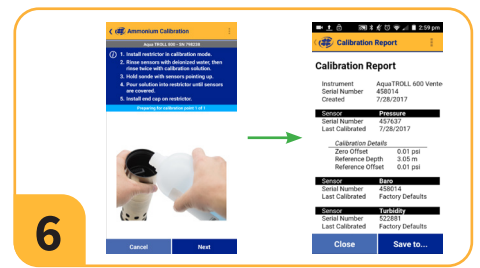 Ammonium Calibration
Aqua TROLL 600 - SN: 798238
1. Install restrictor in calibration mode.
2. Rinse sensors with deionized water, then
rinse twice with calibration solution.
3. Hold sonde with sensors pointing up.
4. Pour solution into restrictor until sensors
are covered.
5. Install end cap on restrictor.
Preparing for calibration point 1 of 1
Cancel Next
2:59 pm
Calibration Report
Calibration Report
Instrument AquaTROLL 600 Vente
Serial Number 458014
Created 7/28/2017
Sensor Pressure
Serial Number 457637
Last Calibrated 7/28/2017
Calibration Details
Zero Offset 0.01 psi
Reference Depth 3.05 m
Reference Offset 0.01 psi
Sensor Baro
Serial Number 458014
Last Calibrated Factory Defaults
Sensor Turbidity
Serial Number 522881
Last Calibrated Factory Defaults
Close Save to...
6